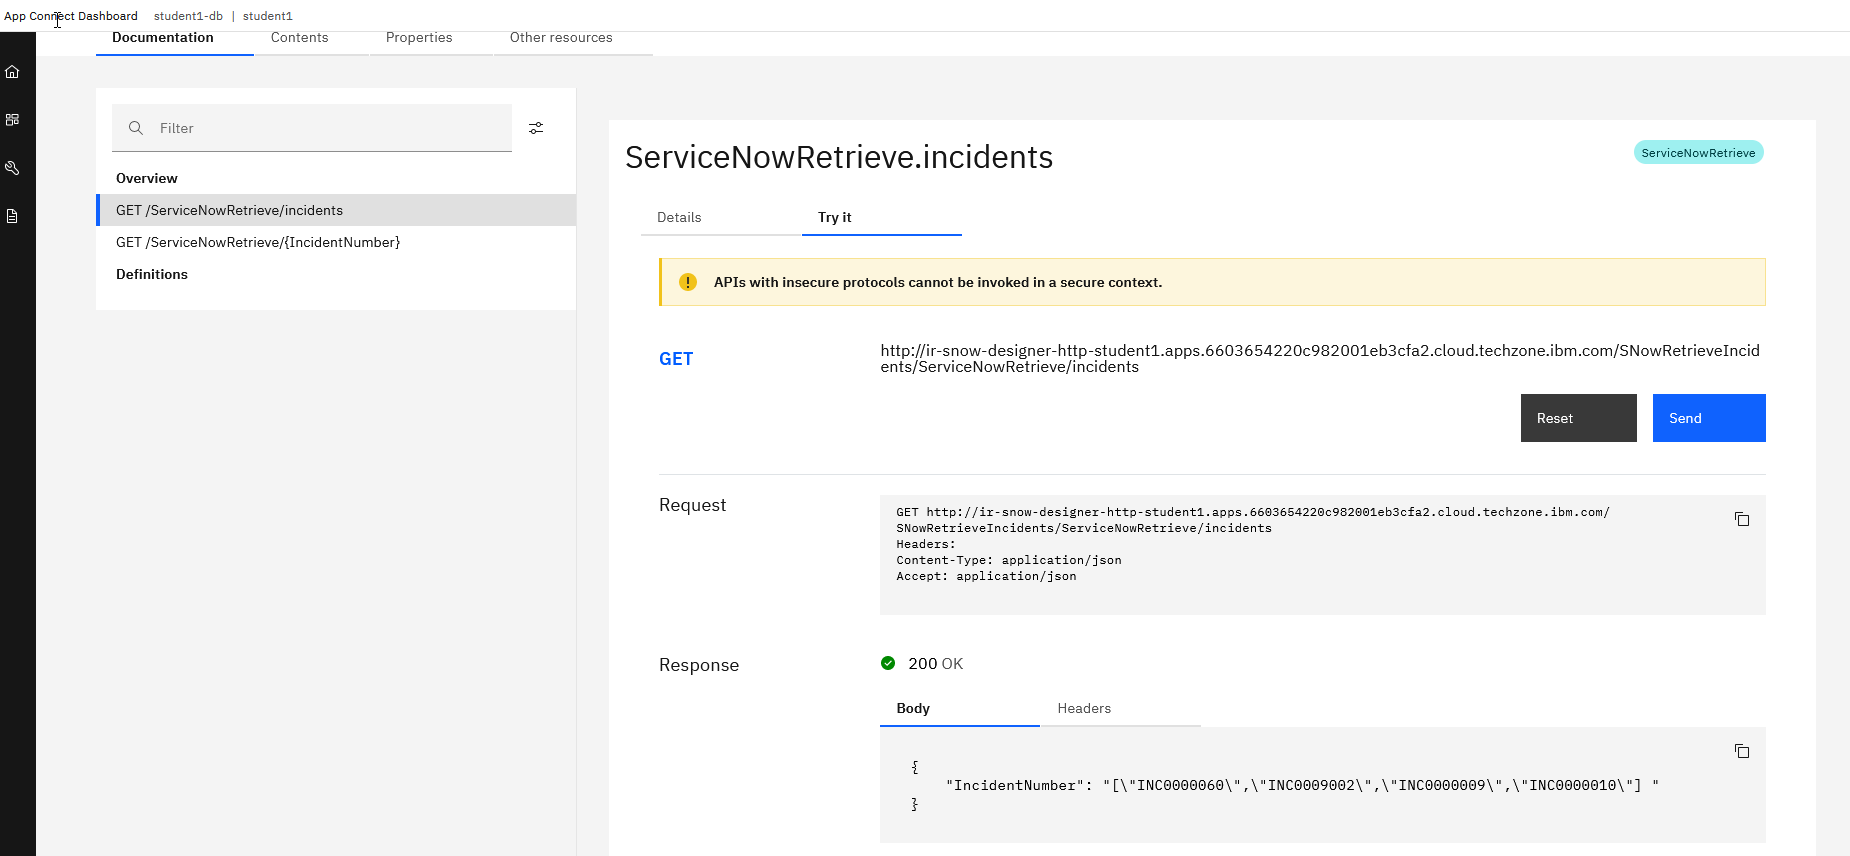 App Connect Dashboard student1-db | student1
Documentation Contents Properties Other resources
Filter
Overview
GET /ServiceNowRetrieve/incidents
GET /ServiceNowRetrieve/{IncidentNumber}
Definitions
ServiceNowRetrieve.incidents
ServiceNowRetrieve
Details Try it
APIs with insecure protocols cannot be invoked in a secure context.
GET
http://ir-snow-designer-http-student1.apps.6603654220c982001eb3cfa2.cloud.techzone.ibm.com/SNowRetrieveIncid
ents/ServiceNowRetrieve/incidents
Reset Send
Request
GET http://ir-snow-designer-http-student1.apps.6603654220c982001eb3cfa2.cloud.techzone.ibm.com/
SNowRetrieveIncidents/ServiceNowRetrieve/incidents
Headers:
Content-Type: application/json
Accept: application/json
Response
200 OK
Body Headers
{
"IncidentNumber": "[\"INC0000060\",\"INC0009002\",\"INC0000009\",\"INC0000010\"] "
}